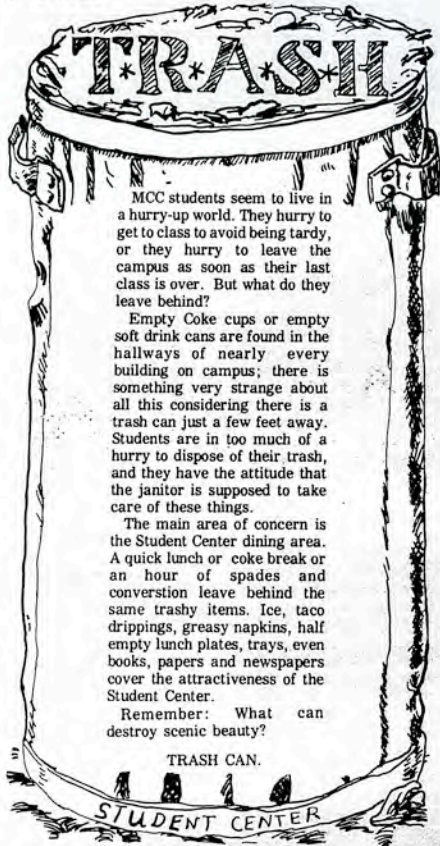 T*R*A*S*H
MCC students seem to live in
a hurry-up world. They hurry to
get to class to avoid being tardy,
or they hurry to leave the
campus as soon as their last
class is over. But what do they
leave behind?
Empty Coke cups or empty
soft drink cans are found in the
hallways of nearly every
building on campus; there is
something very strange about
all this considering there is a
trash can just a few feet away.
Students are in too much of a
hurry to dispose of their trash,
and they have the attitude that
the janitor is supposed to take
care of these things.
The main area of concern is
the Student Center dining area.
A quick lunch or coke break or
an hour of spades and
converstion leave behind the
same trashy items. Ice, taco
drippings, greasy napkins, half
empty lunch plates, trays, even
books, papers and newspapers
cover the attractiveness of the
Student Center.
Remember: What can
destroy scenic beauty?
TRASH CAN.
STUDENT CENTER